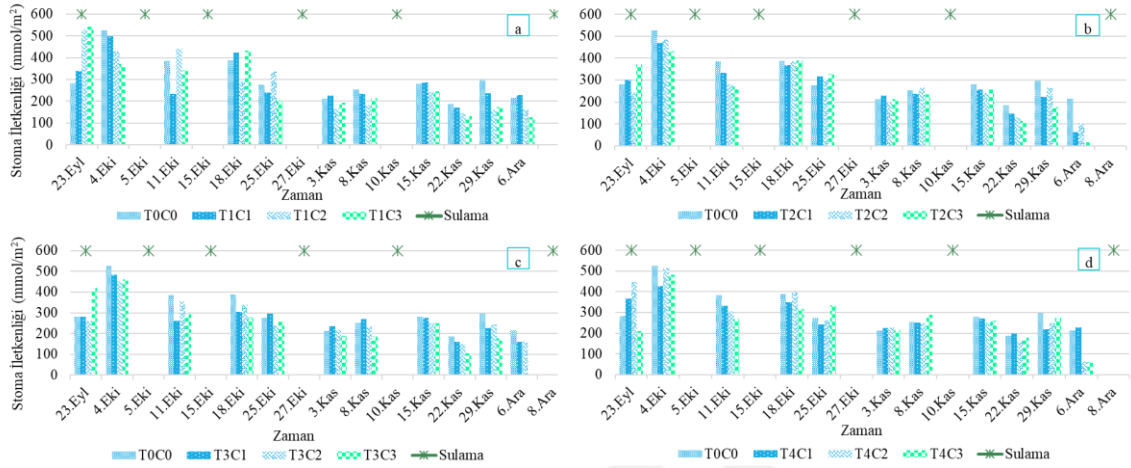 Stoma İletkenliği (mmol/m²)
600
500
400
300
200
100
0
a
23.Eyl
4.Eki
5.Eki
11.Eki
15.Eki
18.Eki
25.Eki
27.Eki
3.Kas
8.Kas
10.Kas
15.Kas
22.Kas
29.Kas
6.Ara
Zaman
T0C0 T1C1 T1C2 T1C3 Sulama
600
500
400
300
200
100
0
b
23.Eyl
4.Eki
5.Eki
11.Eki
15.Eki
18.Eki
25.Eki
27.Eki
3.Kas
8.Kas
10.Kas
15.Kas
22.Kas
29.Kas
6.Ara
8.Ara
Zaman
T0C0 T2C1 T2C2 T2C3 Sulama
Stoma İletkenliği (mmol/m²)
600
500
400
300
200
100
0
c
23.Eyl
4.Eki
5.Eki
11.Eki
15.Eki
18.Eki
25.Eki
27.Eki
3.Kas
8.Kas
10.Kas
15.Kas
22.Kas
29.Kas
6.Ara
8.Ara
Zaman
T0C0 T3C1 T3C2 T3C3 Sulama
600
500
400
300
200
100
0
d
23.Eyl
4.Eki
5.Eki
11.Eki
15.Eki
18.Eki
25.Eki
27.Eki
3.Kas
8.Kas
10.Kas
15.Kas
22.Kas
29.Kas
6.Ara
8.Ara
Zaman
T0C0 T4C1 T4C2 T4C3 Sulama